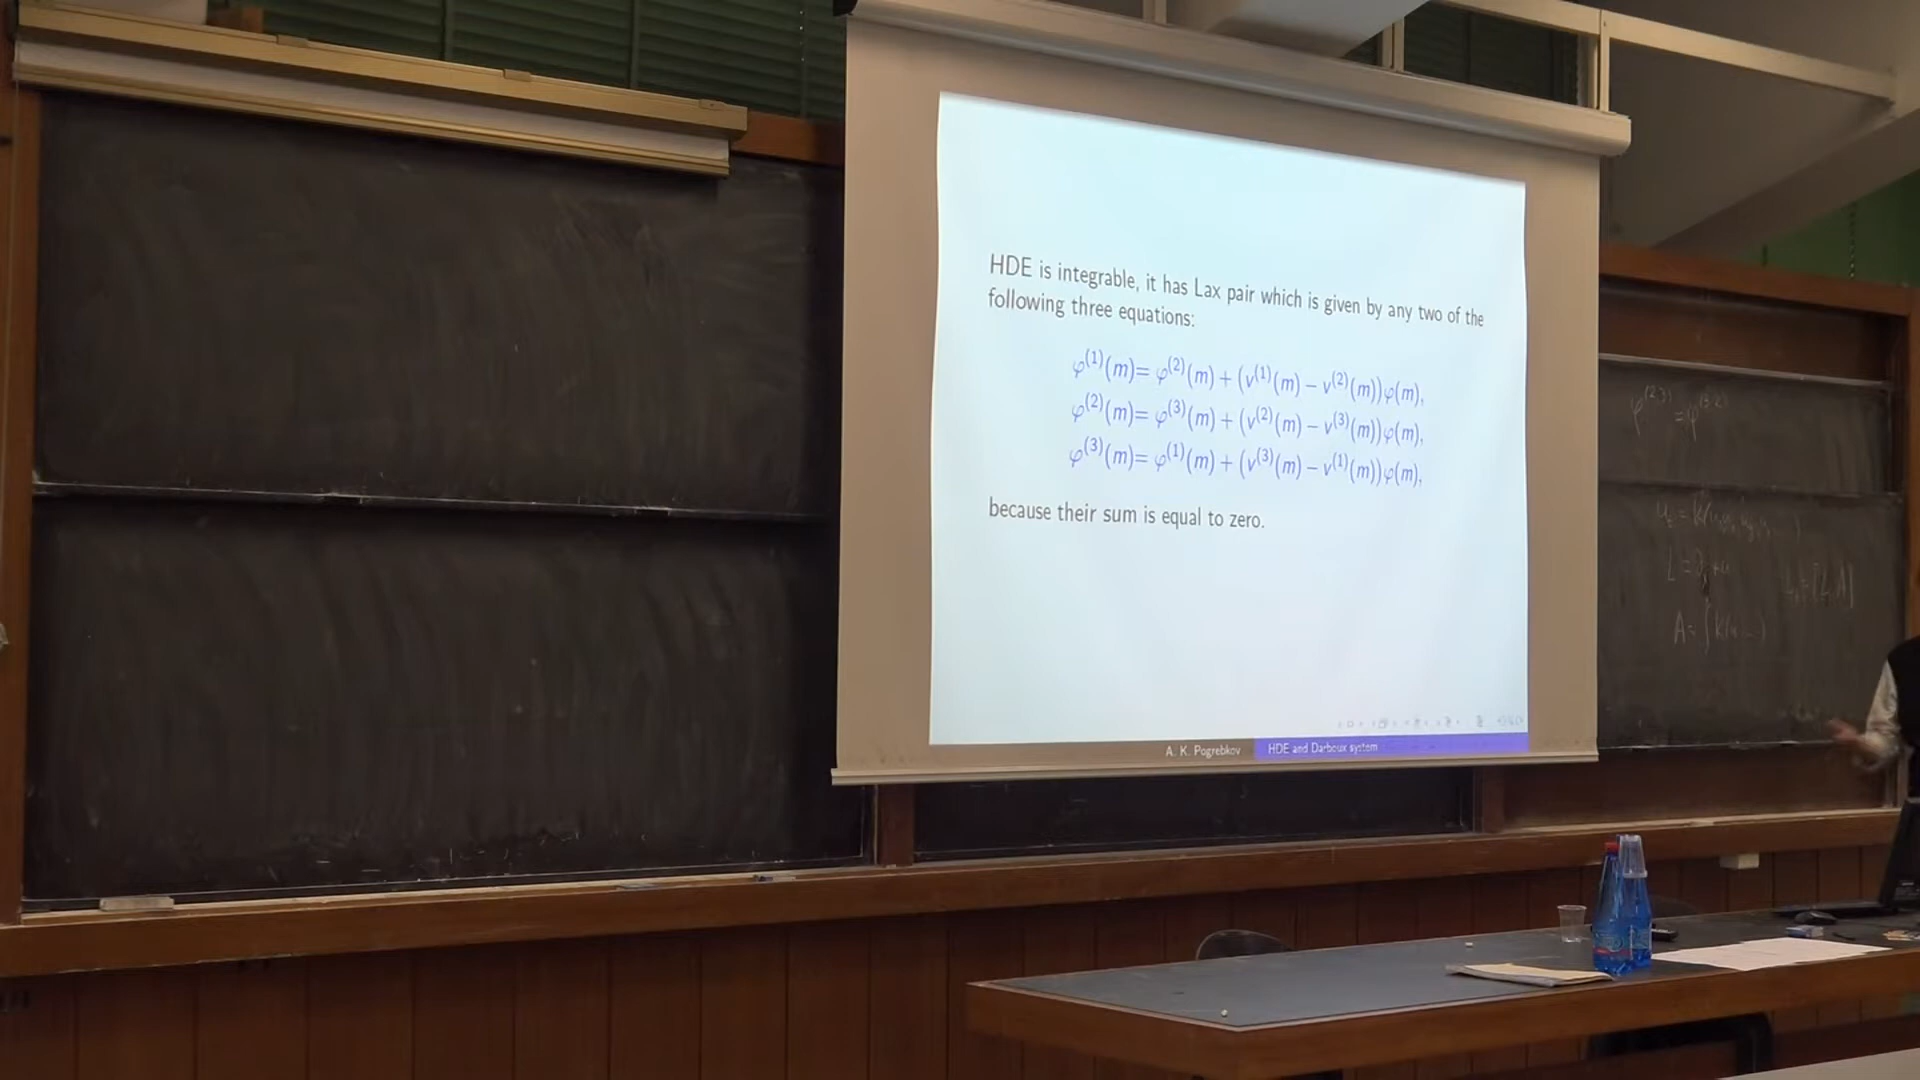 HDE is integrable, it has Lax pair which is given by any two of the
following three equations:
φ^(1)(m)= φ^(2)(m) + (v^(1)(m) − v^(2)(m))φ(m),
φ^(2)(m)= φ^(3)(m) + (v^(2)(m) − v^(3)(m))φ(m),
φ^(3)(m)= φ^(1)(m) + (v^(3)(m) − v^(1)(m))φ(m),
because their sum is equal to zero.
A. K. Pogrebkov HDE and Darboux system
φ^(23) = φ^(32)